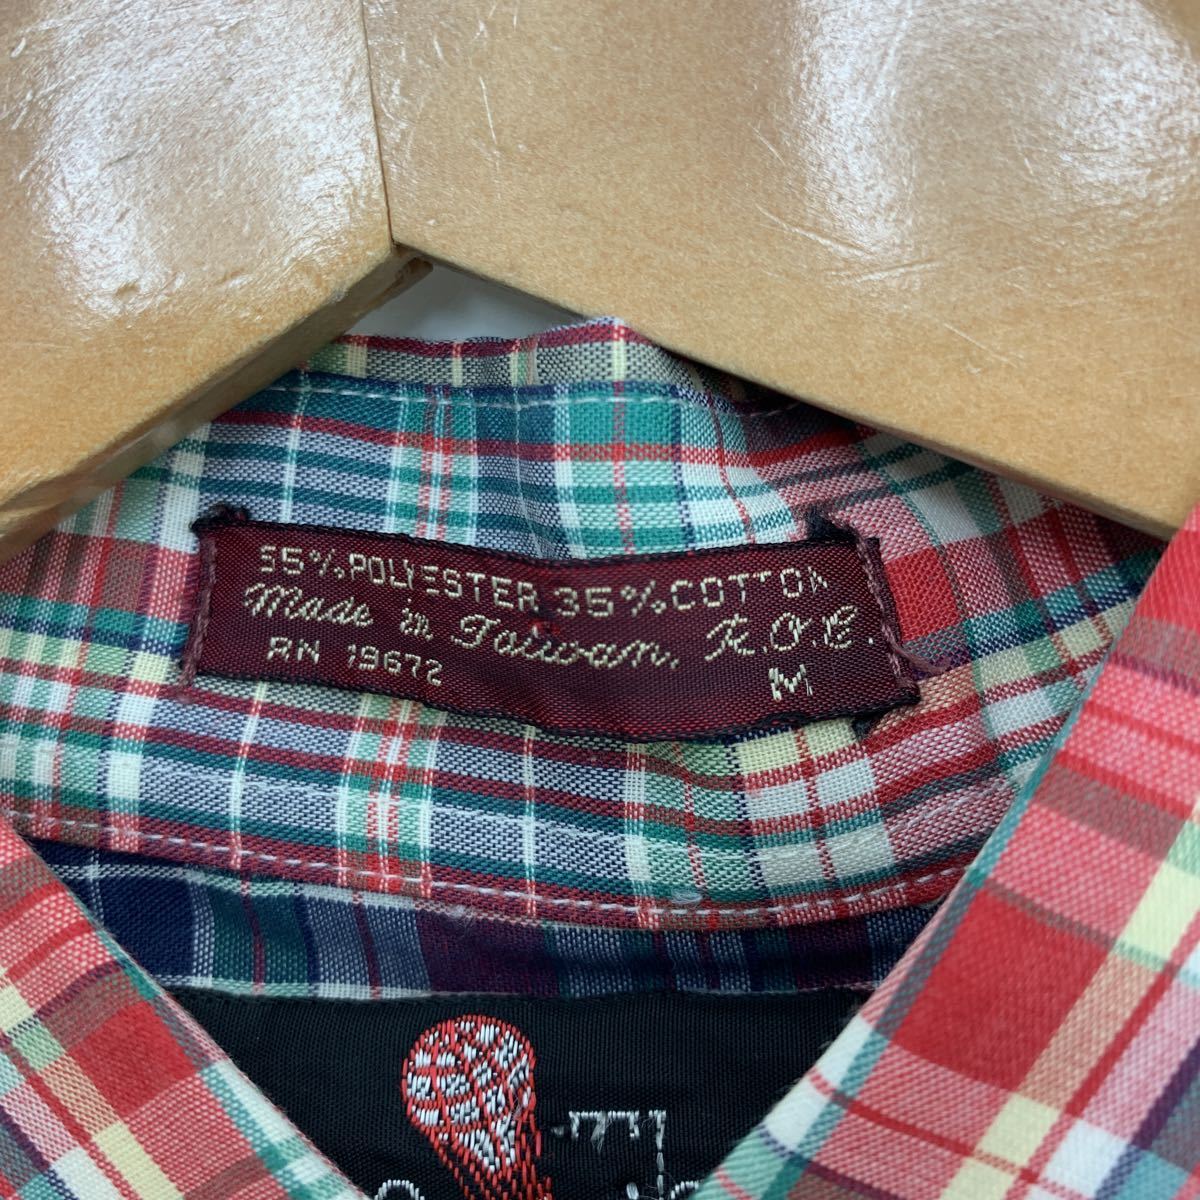 55% POLYESTER 35% COTTON
Made in Taiwan, R.O.C.
RN 19672
M